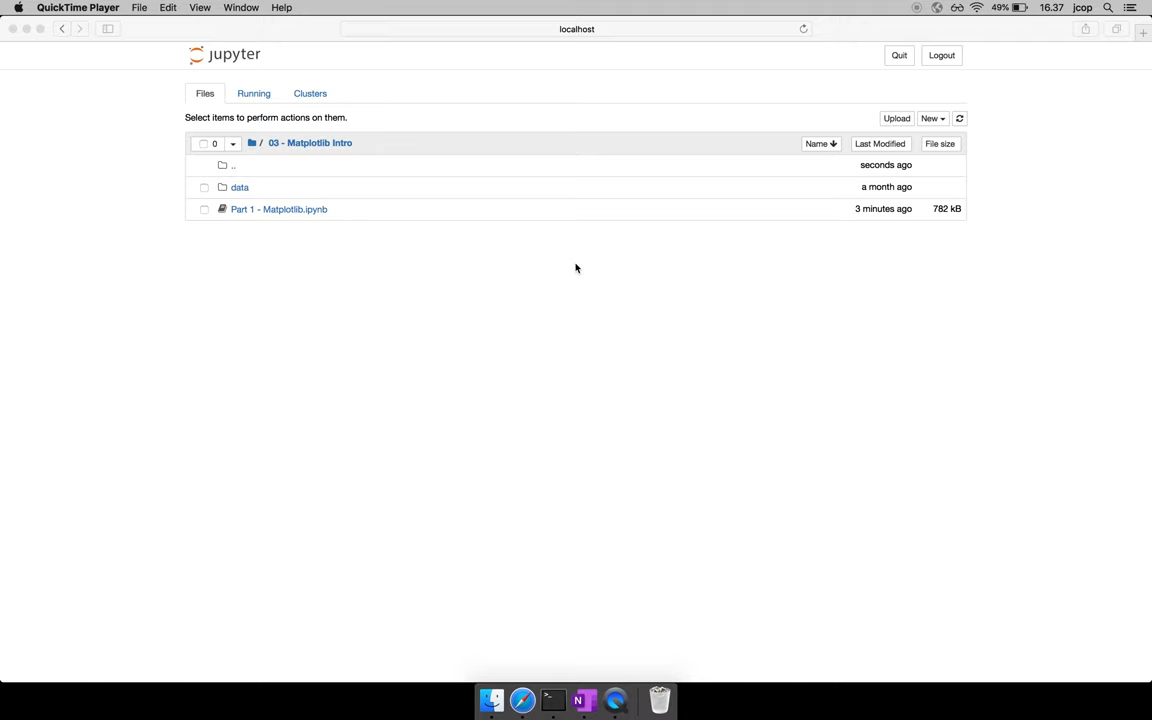 QuickTime Player File Edit View Window Help 49% 16.37 jcop
localhost
jupyter Quit Logout
Files Running Clusters
Select items to perform actions on them. Upload New
0 / 03 - Matplotlib Intro Name Last Modified File size
.. seconds ago
data a month ago
Part 1 - Matplotlib.ipynb 3 minutes ago 782 kB
>_ N